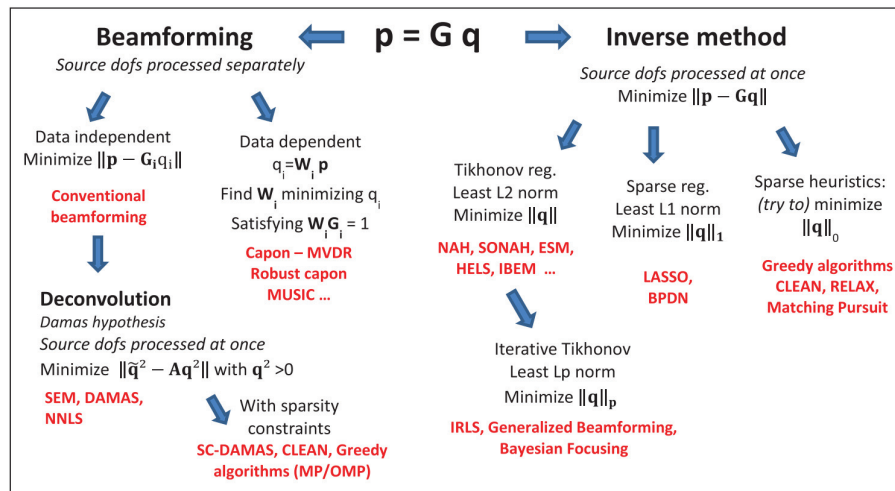 p = G q
Beamforming
Source dofs processed separately
Data independent
Minimize ‖p − Gᵢqᵢ‖
Conventional
beamforming
Data dependent
qᵢ=Wᵢ p
Find Wᵢ minimizing qᵢ
Satisfying WᵢGᵢ = 1
Capon – MVDR
Robust capon
MUSIC ...
Deconvolution
Damas hypothesis
Source dofs processed at once
Minimize ‖q̃² − Aq²‖ with q² >0
SEM, DAMAS,
NNLS
With sparsity
constraints
SC-DAMAS, CLEAN, Greedy
algorithms (MP/OMP)
Inverse method
Source dofs processed at once
Minimize ‖p − Gq‖
Tikhonov reg.
Least L2 norm
Minimize ‖q‖
NAH, SONAH, ESM,
HELS, IBEM ...
Iterative Tikhonov
Least Lp norm
Minimize ‖q‖ₚ
IRLS, Generalized Beamforming,
Bayesian Focusing
Sparse reg.
Least L1 norm
Minimize ‖q‖₁
LASSO,
BPDN
Sparse heuristics:
(try to) minimize
‖q‖₀
Greedy algorithms
CLEAN, RELAX,
Matching Pursuit